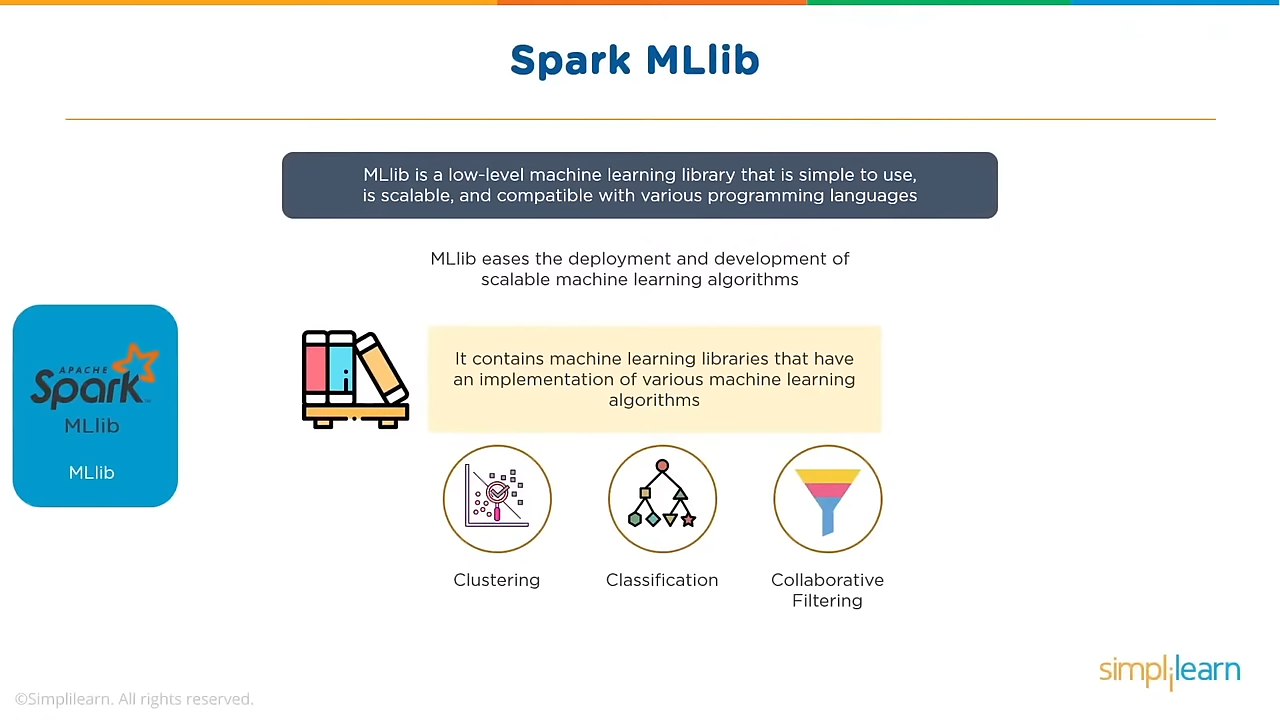 Spark MLlib
MLlib is a low-level machine learning library that is simple to use,
is scalable, and compatible with various programming languages
MLlib eases the deployment and development of
scalable machine learning algorithms
It contains machine learning libraries that have
an implementation of various machine learning
algorithms
APACHE
Spark
MLlib
MLlib
Clustering
Classification
Collaborative
Filtering
simplilearn
©Simplilearn. All rights reserved.